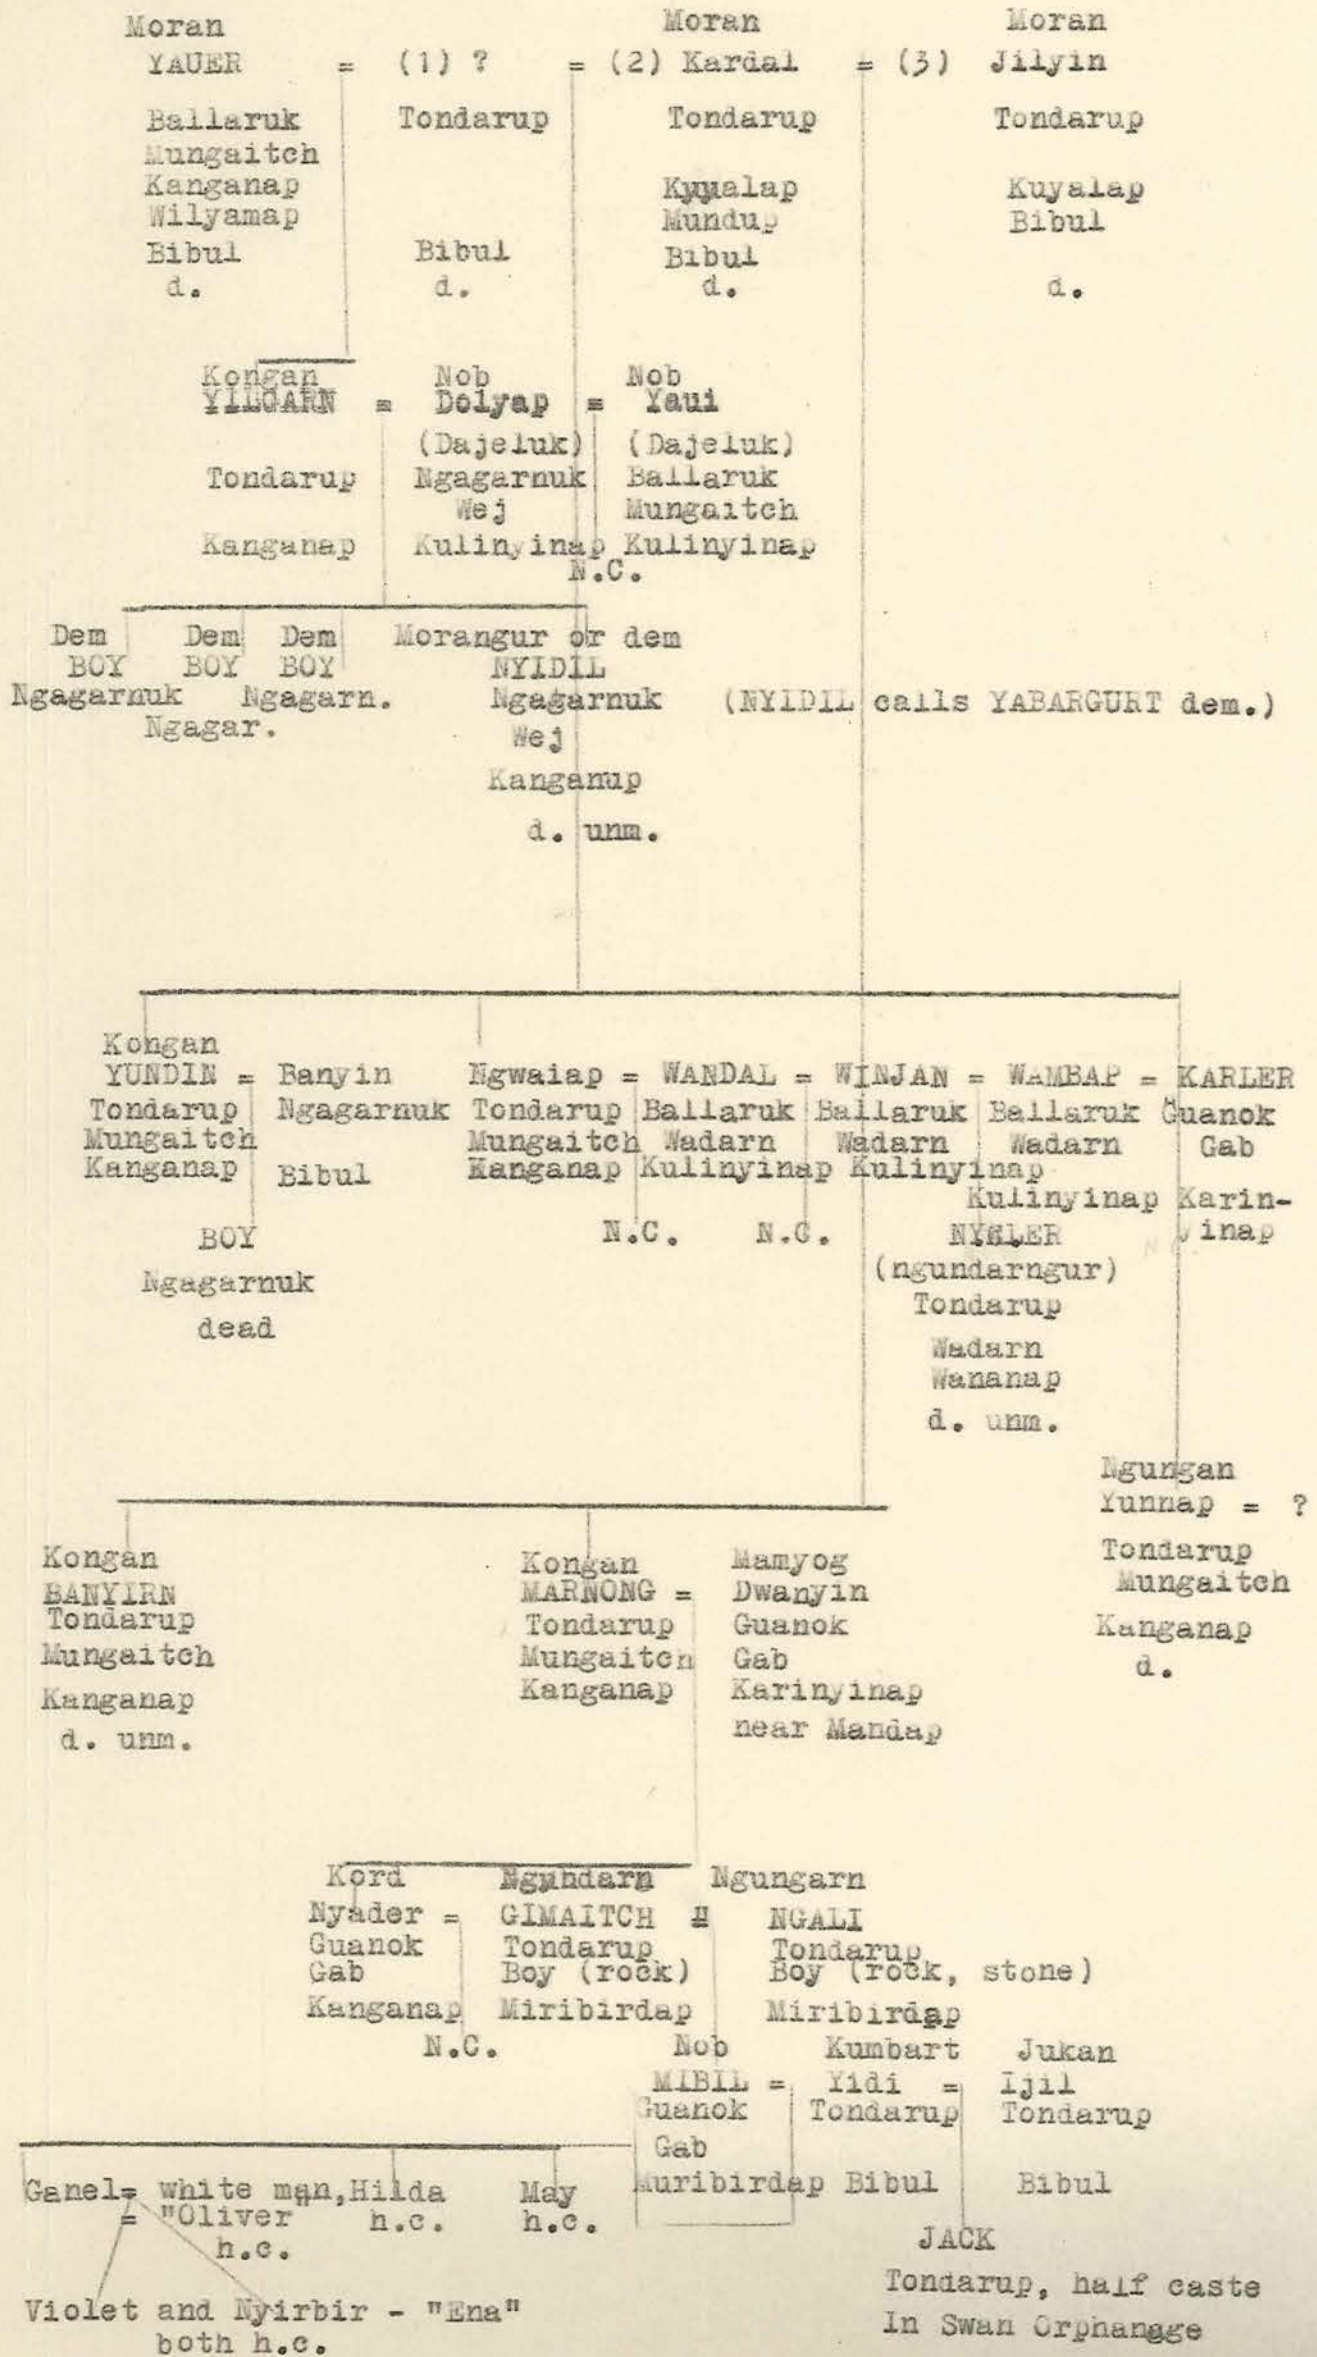 Moran Moran Moran
YAUER = (1) ? = (2) Kardal = (3) Jilyin
Ballaruk Tondarup Tondarup Tondarup
Mungaitch
Kanganap Kyyalap Kuyalap
Wilyamap Mundup Bibul
Bibul Bibul Bibul
d. d. d. d.
Kongan Nob Nob
YILGARN = Dolyap = Yaui
(Dajeluk) (Dajeluk)
Tondarup Ngagarnuk Ballaruk
Wej Mungaitch
Kanganap Kulinyinap Kulinyinap
N.C.
Dem Dem Dem Morangur or dem
BOY BOY BOY NYIDIL
Ngagarnuk Ngagarn. Ngagarnuk (NYIDIL calls YABARGURT dem.)
Ngagar. Wej
Kanganup
d. unm.
Kongan
YUNDIN = Banyin Ngwaiap = WANDAL = WINJAN = WAMBAP = KARLER
Tondarup Ngagarnuk Tondarup Ballaruk Ballaruk Ballaruk Guanok
Mungaitch Mungaitch Wadarn Wadarn Wadarn Gab
Kanganap Bibul Kanganap Kulinyinap Kulinyinap
Kulinyinap Karin-
BOY N.C. N.C. yinap
Ngagarnuk (ngundarngur)
dead Tondarup
Wadarn
Wananap
d. unm.
Ngungan
Yunnap = ?
Tondarup
Mungaitch
Kanganap
d.
Kongan Kongan Mamyog
BANYIRN MARNONG = Dwanyin
Tondarup Tondarup Guanok
Mungaitch Mungaitch Gab
Kanganap Kanganap Karinyinap
d. unm. near Mandap
Kord Ngundarn Ngungarn
Nyader = GIMAITCH = NGALI
Guanok Tondarup Tondarup
Gab Boy (rock) Boy (rock, stone)
Kanganap Miribirdap Miribirdap
N.C. Nob Kumbart Jukan
MIBIL = Yidi = Ijil
Guanok Tondarup Tondarup
Gab
Muribirdap Bibul Bibul
Ganel= white man, Hilda May
= "Oliver h.c. h.c.
h.c.
JACK
Tondarup, half caste
In Swan Orphanage
Violet and Nyirbir - "Ena"
both h.c.